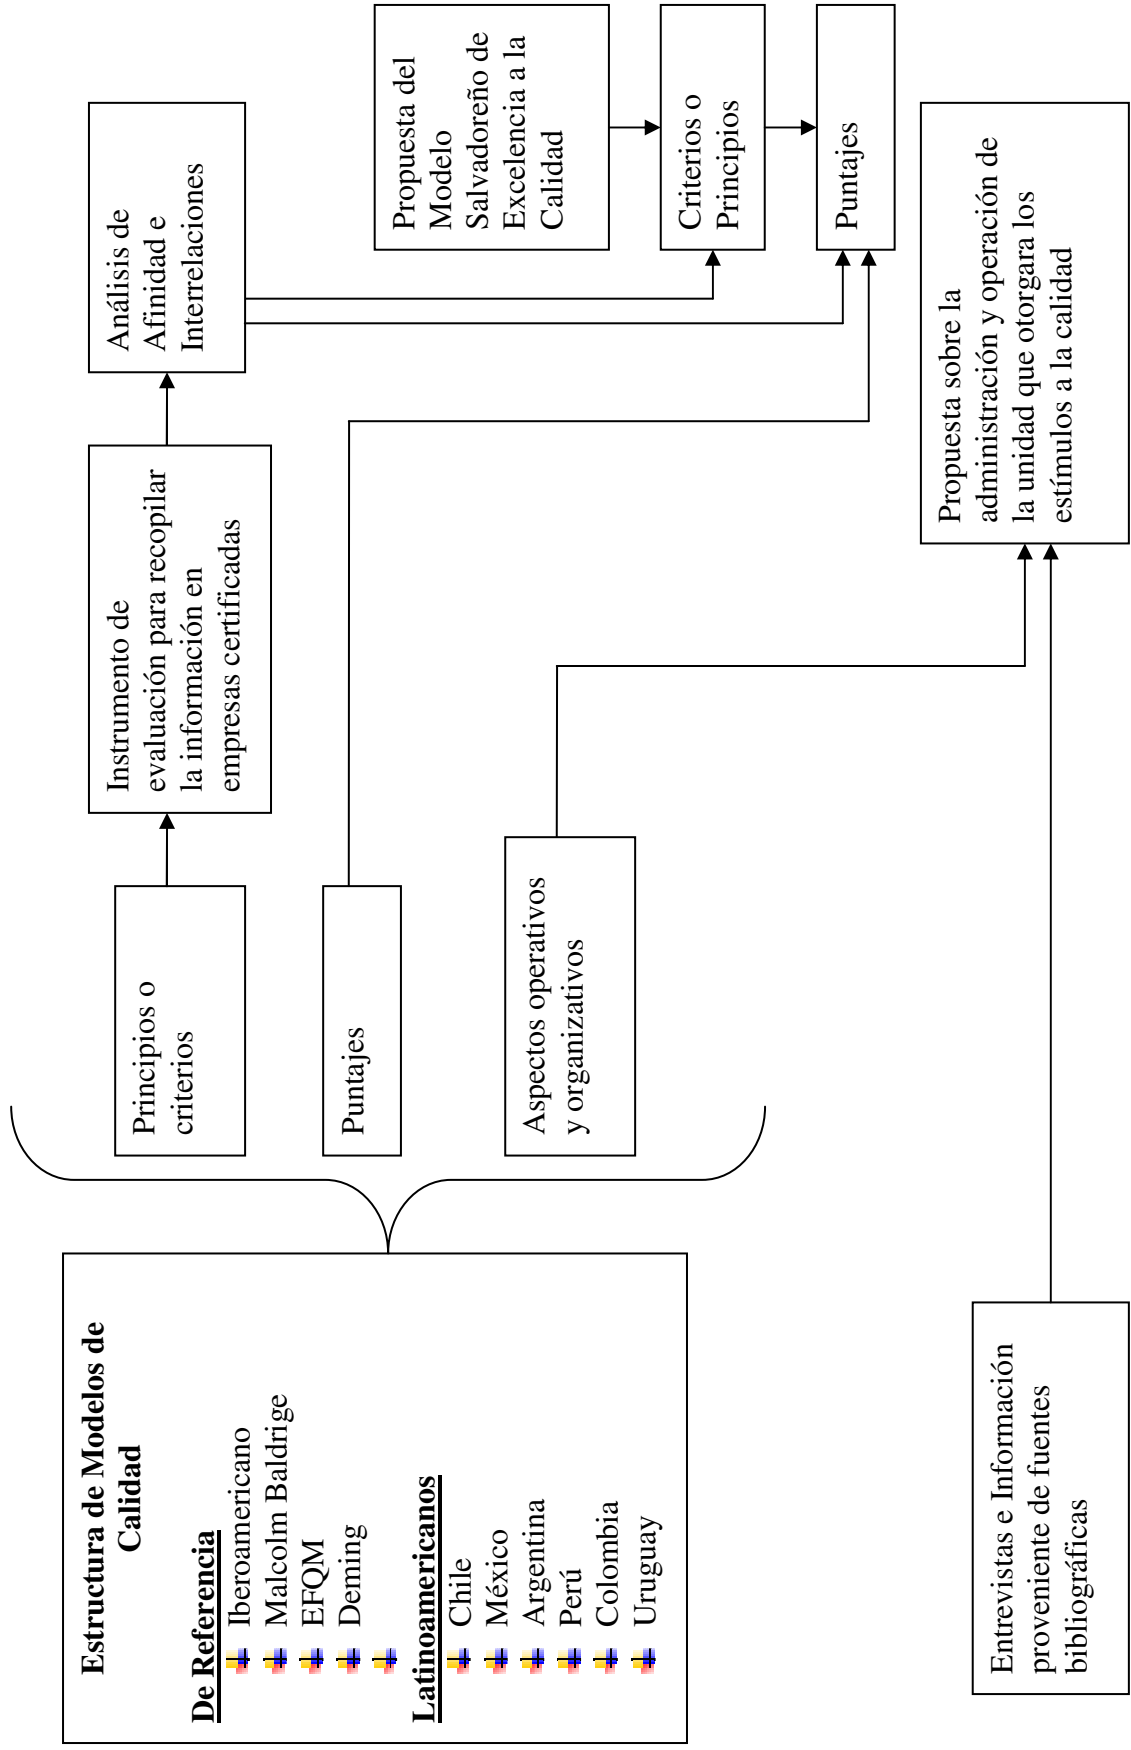 Estructura de Modelos de
Calidad
De Referencia
Iberoamericano
Malcolm Baldrige
EFQM
Deming
Latinoamericanos
Chile
México
Argentina
Perú
Colombia
Uruguay
Principios o
criterios
Puntajes
Aspectos operativos
y organizativos
Instrumento de
evaluación para recopilar
la información en
empresas certificadas
Análisis de
Afinidad e
Interrelaciones
Propuesta del
Modelo
Salvadoreño de
Excelencia a la
Calidad
Criterios o
Principios
Puntajes
Entrevistas e Información
proveniente de fuentes
bibliográficas
Propuesta sobre la
administración y operación de
la unidad que otorgara los
estímulos a la calidad